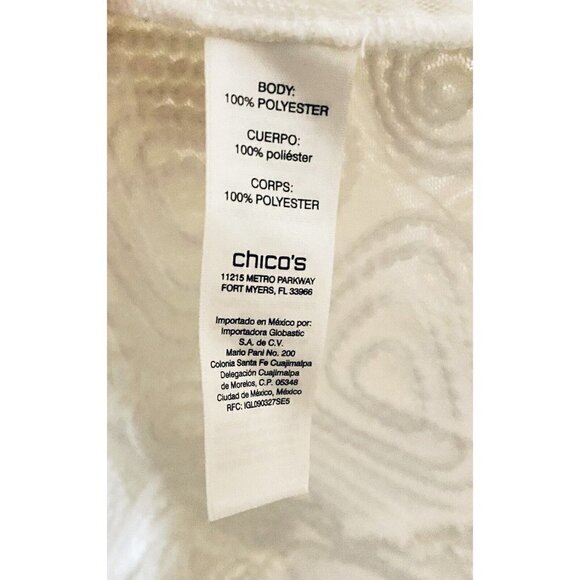 BODY:
100% POLYESTER
CUERPO:
100% poliéster
CORPS:
100% POLYESTER
chico's
11215 METRO PARKWAY
FORT MYERS, FL 33966
Importado en México por:
Importadora Globastic
S.A. de C.V.
Mario Pani No. 200
Colonia Santa Fe Cuajimalpa
Delegación Cuajimalpa
de Morelos, C.P. 05348
Ciudad de México, México
RFC: IGL090327SE5